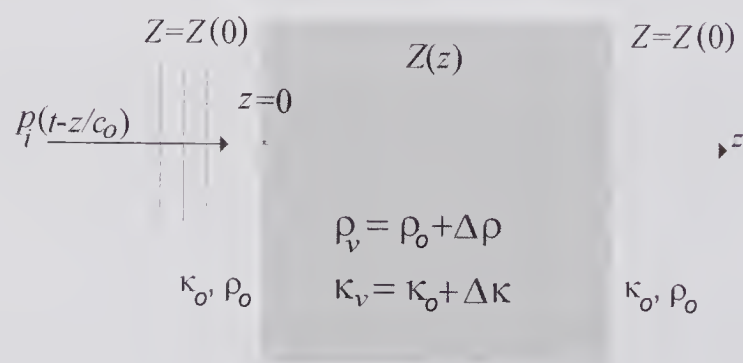 Z=Z(0)
Z(z)
Z=Z(0)
z=0
p_i(t-z/c_o)
z
ρ_v = ρ_o+Δρ
κ_v = κ_o+Δκ
κ_o, ρ_o
κ_o, ρ_o